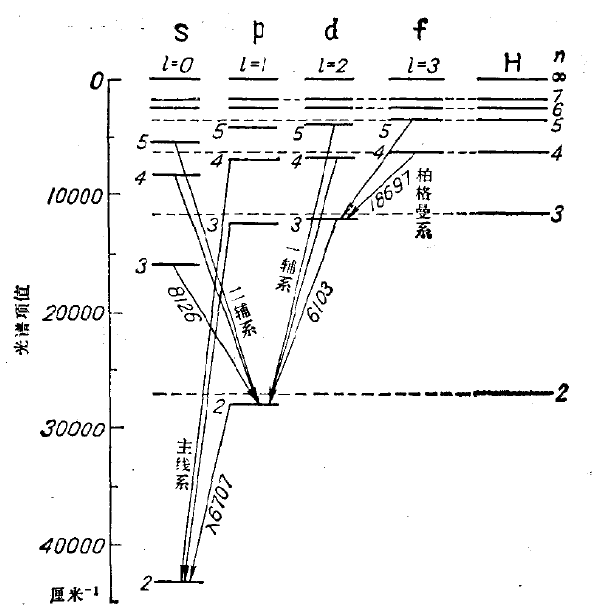 s p d f
l=0 l=1 l=2 l=3 H n
0 ∞
7
6
5 5 5 5 5
4 4 4 4 4
10000
3 3 3 3
18697 柏格曼系
一辅系
二辅系
8126
6103
20000
光谱项值
2 2
30000
主线系
λ6707
40000
2
厘米⁻¹